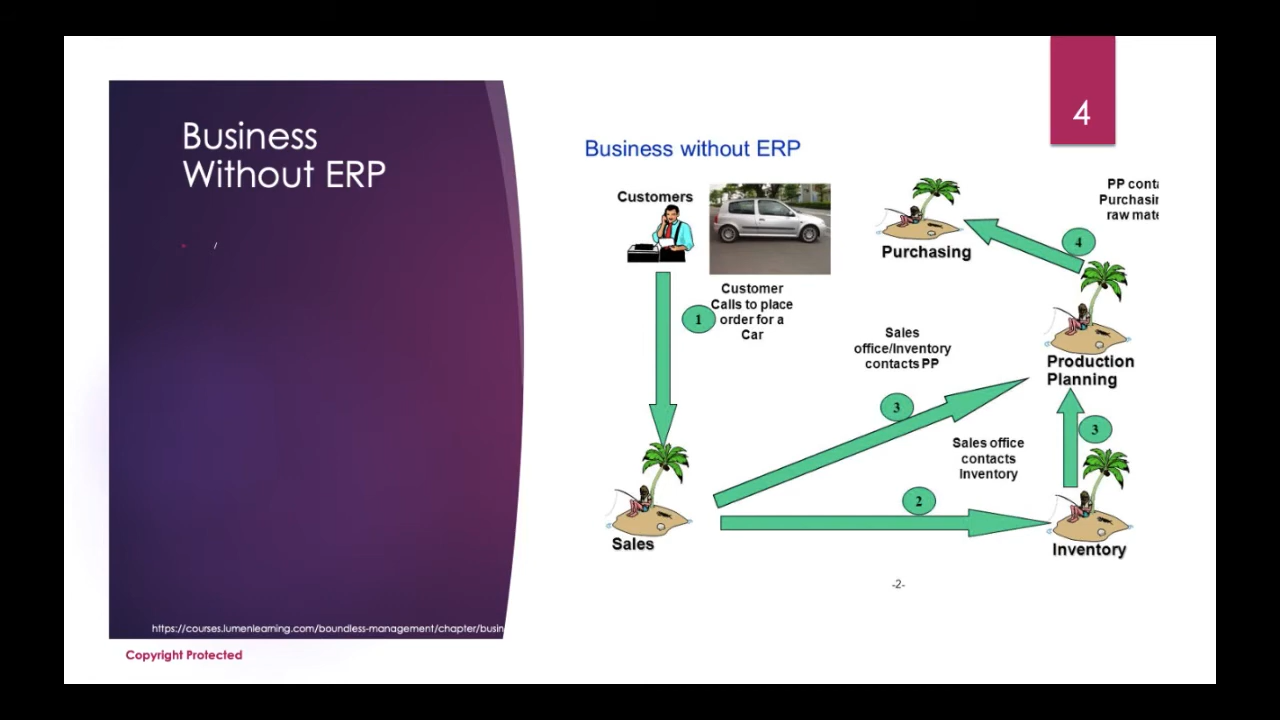 4
Business
Without ERP
/
https://courses.lumenlearning.com/boundless-management/chapter/busin
Copyright Protected
Business without ERP
Customers
Customer
Calls to place
order for a
Car
1
Sales
Sales
office/Inventory
contacts PP
3
Sales office
contacts
Inventory
2
Inventory
3
Production
Planning
4
Purchasing
PP conta
Purchasin
raw mate
-2-